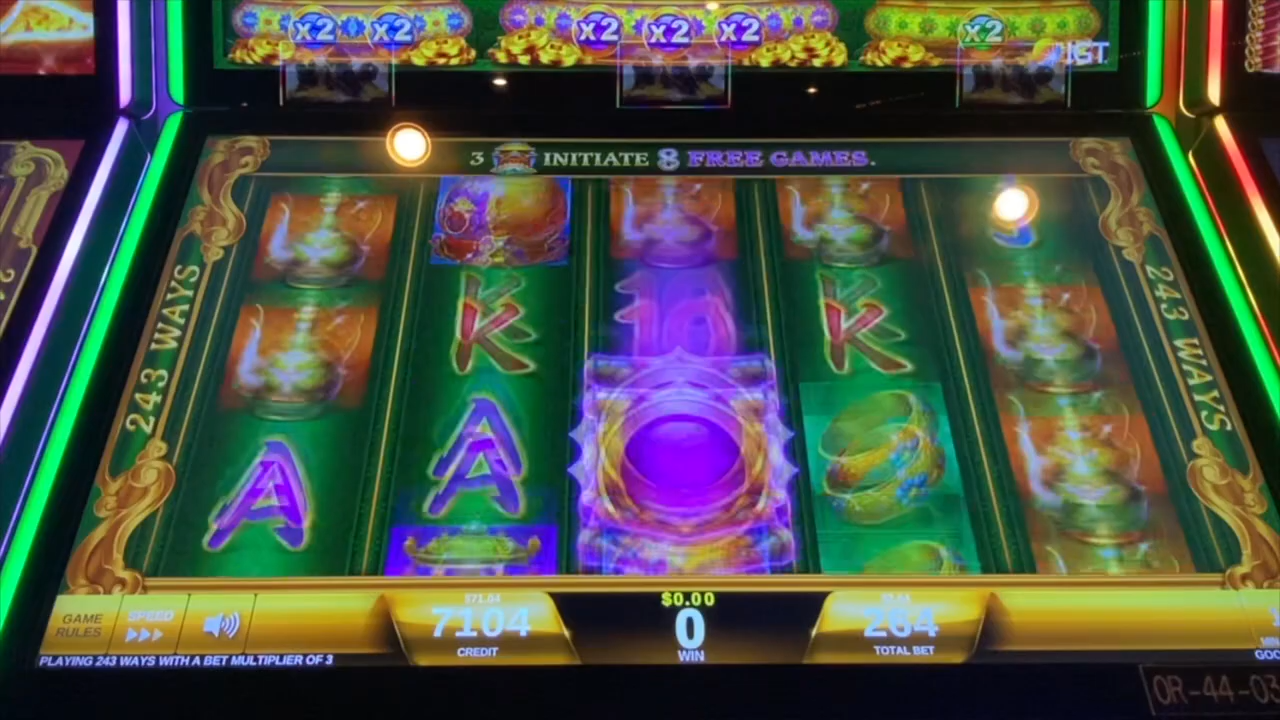 x2 x2 x2 x2 x2 x2
IGT
3 INITIATE 8 FREE GAMES.
243 WAYS
243 WAYS
K
10
K
A
A
GAME RULES
SPEED
$71.04
7104
CREDIT
$0.00
0
WIN
264
TOTAL BET
PLAYING 243 WAYS WITH A BET MULTIPLIER OF 3
OR-44-03